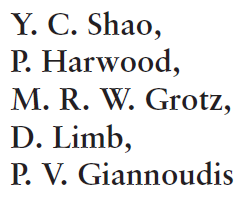 Y. C. Shao,
P. Harwood,
M. R. W. Grotz,
D. Limb,
P. V. Giannoudis